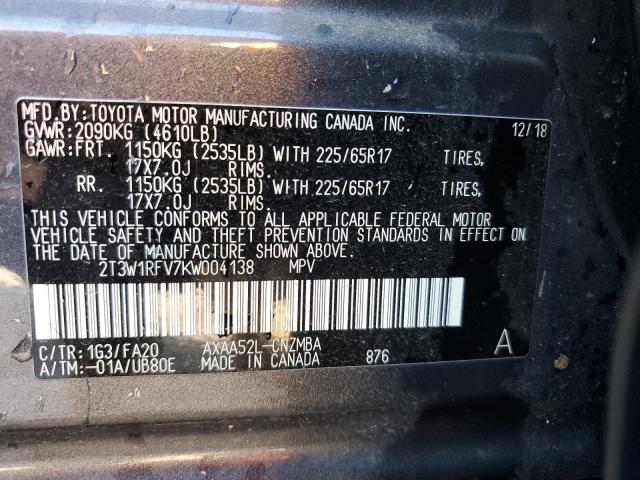 MFD.BY:TOYOTA MOTOR MANUFACTURING CANADA INC.
GVWR:2090KG (4610LB) 12/18
GAWR:FRT. 1150KG (2535LB) WITH 225/65R17 TIRES,
17X7.0J RIMS.
RR. 1150KG (2535LB) WITH 225/65R17 TIRES,
17X7.0J RIMS.
THIS VEHICLE CONFORMS TO ALL APPLICABLE FEDERAL MOTOR
VEHICLE SAFETY AND THEFT PREVENTION STANDARDS IN EFFECT ON
THE DATE OF MANUFACTURE SHOWN ABOVE.
2T3W1RFV7KW004138 MPV
C/TR:1G3/FA20 AXAA52L-CNZMBA A
A/TM:-01A/UB80E MADE IN CANADA 876